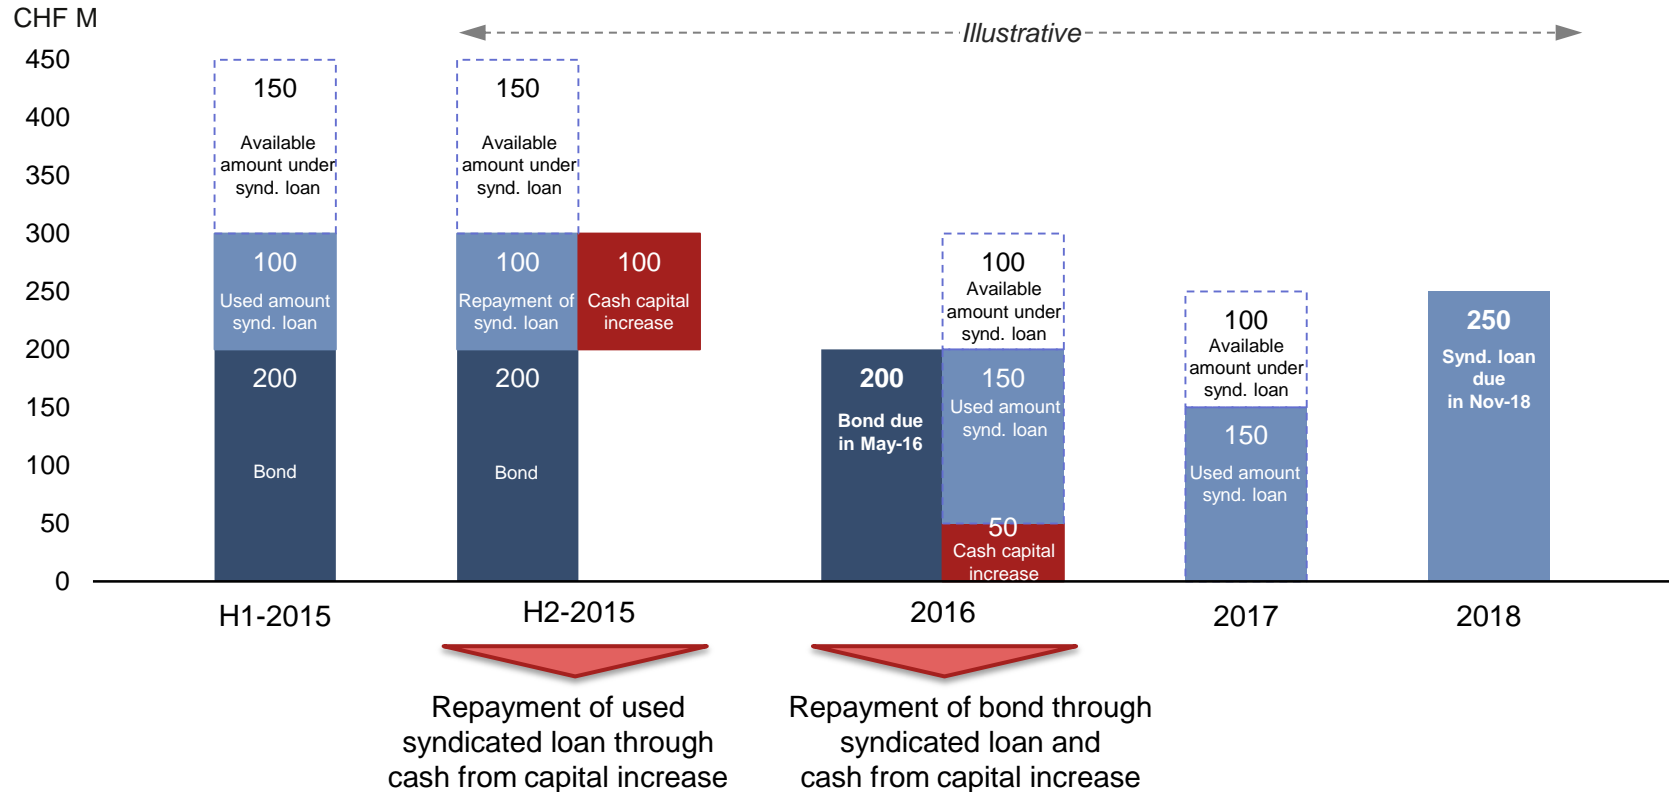 CHF M
Illustrative
450
400
350
300
250
200
150
100
50
0
150
Available
amount under
synd. loan
100
Used amount
synd. loan
200
Bond
H1-2015
150
Available
amount under
synd. loan
100
Repayment of
synd. loan
100
Cash capital
increase
200
Bond
H2-2015
200
Bond due
in May-16
100
Available
amount under
synd. loan
150
Used amount
synd. loan
50
Cash capital
increase
2016
100
Available
amount under
synd. loan
150
Used amount
synd. loan
2017
250
Synd. loan
due
in Nov-18
2018
Repayment of used
syndicated loan through
cash from capital increase
Repayment of bond through
syndicated loan and
cash from capital increase